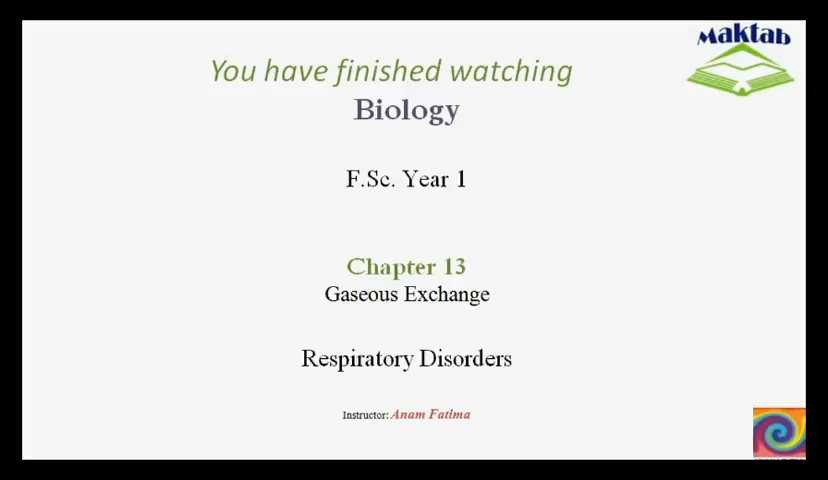 Maktab
You have finished watching
Biology
F.Sc. Year 1
Chapter 13
Gaseous Exchange
Respiratory Disorders
Instructor: Anam Fatima